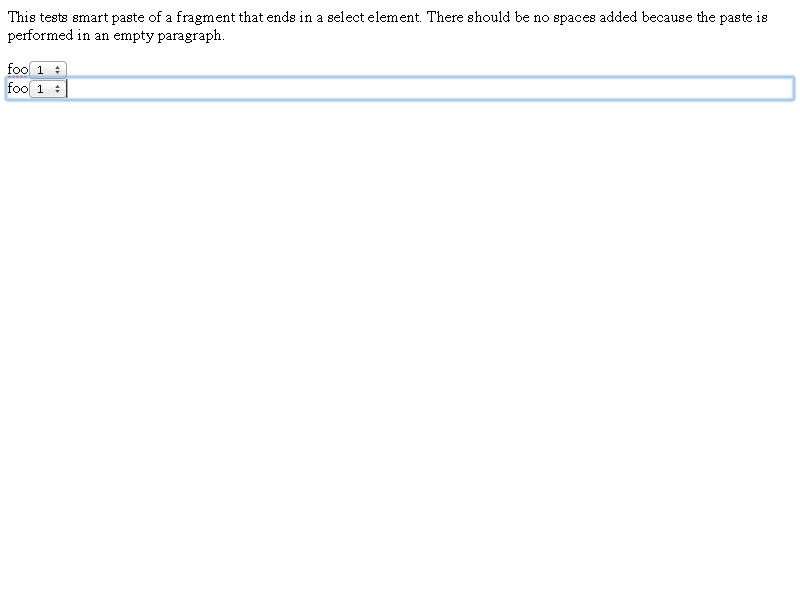 This tests smart paste of a fragment that ends in a select element. There should be no spaces added because the paste is
performed in an empty paragraph.
foo 1
foo 1